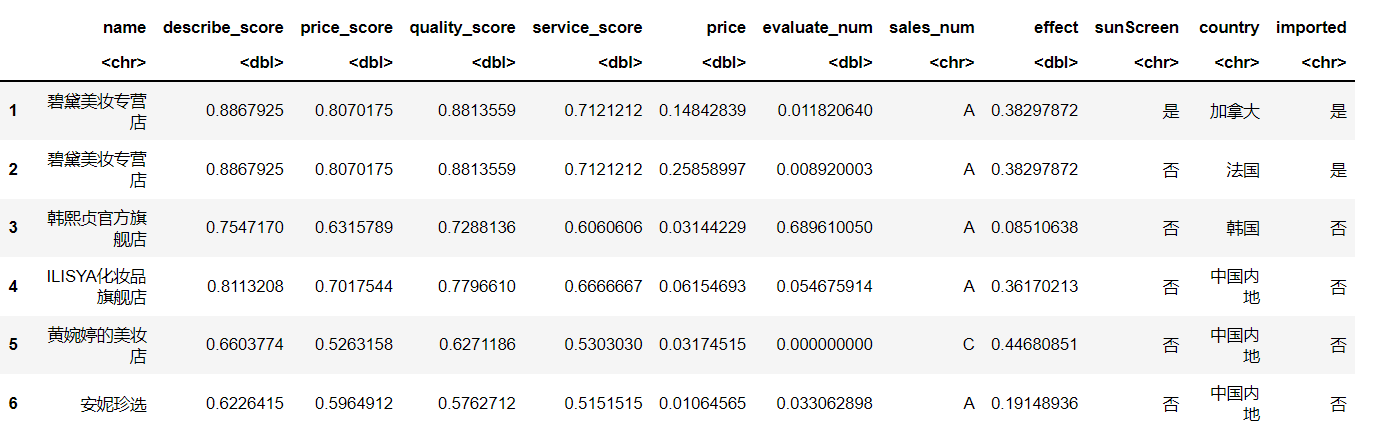 name describe_score price_score quality_score service_score price evaluate_num sales_num effect sunScreen country imported
<chr> <dbl> <dbl> <dbl> <dbl> <dbl> <dbl> <chr> <dbl> <chr> <chr> <chr>
1 碧黛美妆专营店 0.8867925 0.8070175 0.8813559 0.7121212 0.14842839 0.011820640 A 0.38297872 是 加拿大 是
2 碧黛美妆专营店 0.8867925 0.8070175 0.8813559 0.7121212 0.25858997 0.008920003 A 0.38297872 否 法国 是
3 韩熙贞官方旗舰店 0.7547170 0.6315789 0.7288136 0.6060606 0.03144229 0.689610050 A 0.08510638 否 韩国 否
4 ILISYA化妆品旗舰店 0.8113208 0.7017544 0.7796610 0.6666667 0.06154693 0.054675914 A 0.36170213 否 中国内地 否
5 黄婉婷的美妆店 0.6603774 0.5263158 0.6271186 0.5303030 0.03174515 0.000000000 C 0.44680851 否 中国内地 否
6 安妮珍选 0.6226415 0.5964912 0.5762712 0.5151515 0.01064565 0.033062898 A 0.19148936 否 中国内地 否